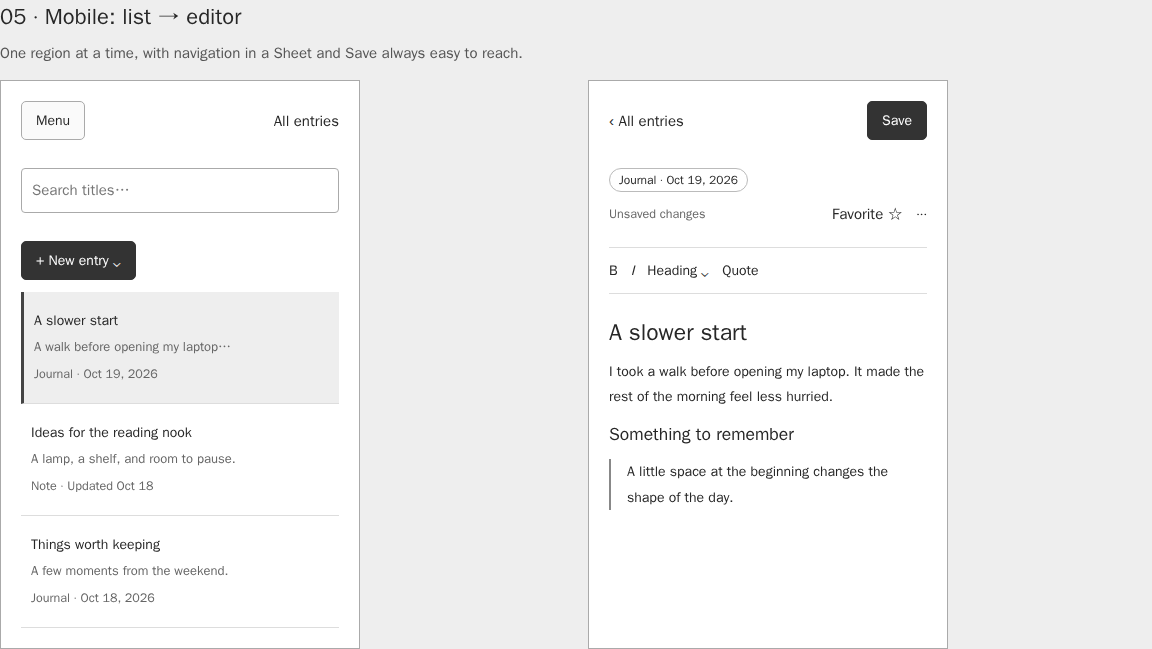 05 · Mobile: list → editor
One region at a time, with navigation in a Sheet and Save always easy to reach.
Menu
All entries
Search titles…
+ New entry ⌄
A slower start
A walk before opening my laptop…
Journal · Oct 19, 2026
Ideas for the reading nook
A lamp, a shelf, and room to pause.
Note · Updated Oct 18
Things worth keeping
A few moments from the weekend.
Journal · Oct 18, 2026
‹ All entries
Save
Journal · Oct 19, 2026
Unsaved changes
Favorite ☆ ···
B I Heading ⌄ Quote
A slower start
I took a walk before opening my laptop. It made the
rest of the morning feel less hurried.
Something to remember
A little space at the beginning changes the
shape of the day.